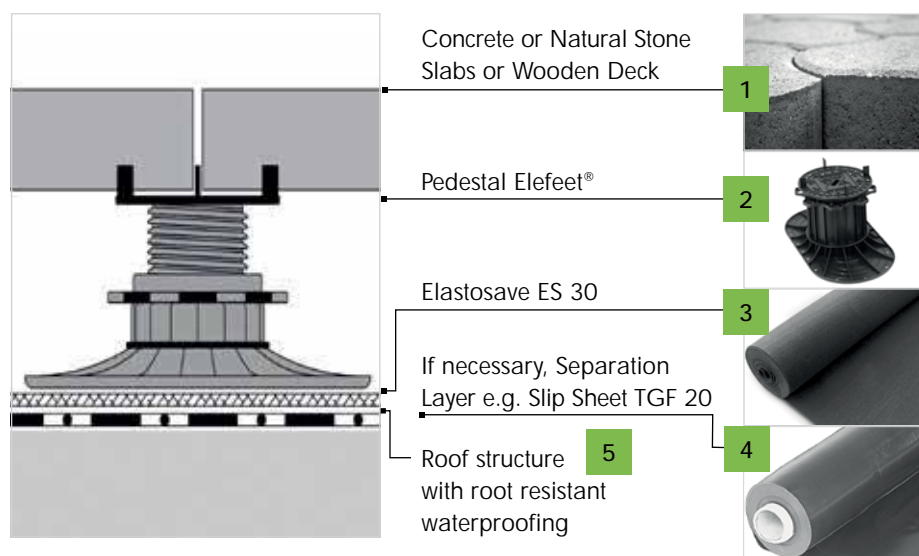 Concrete or Natural Stone
Slabs or Wooden Deck
1
Pedestal Elefeet®
2
Elastosave ES 30
3
If necessary, Separation
Layer e.g. Slip Sheet TGF 20
4
Roof structure
with root resistant
waterproofing
5